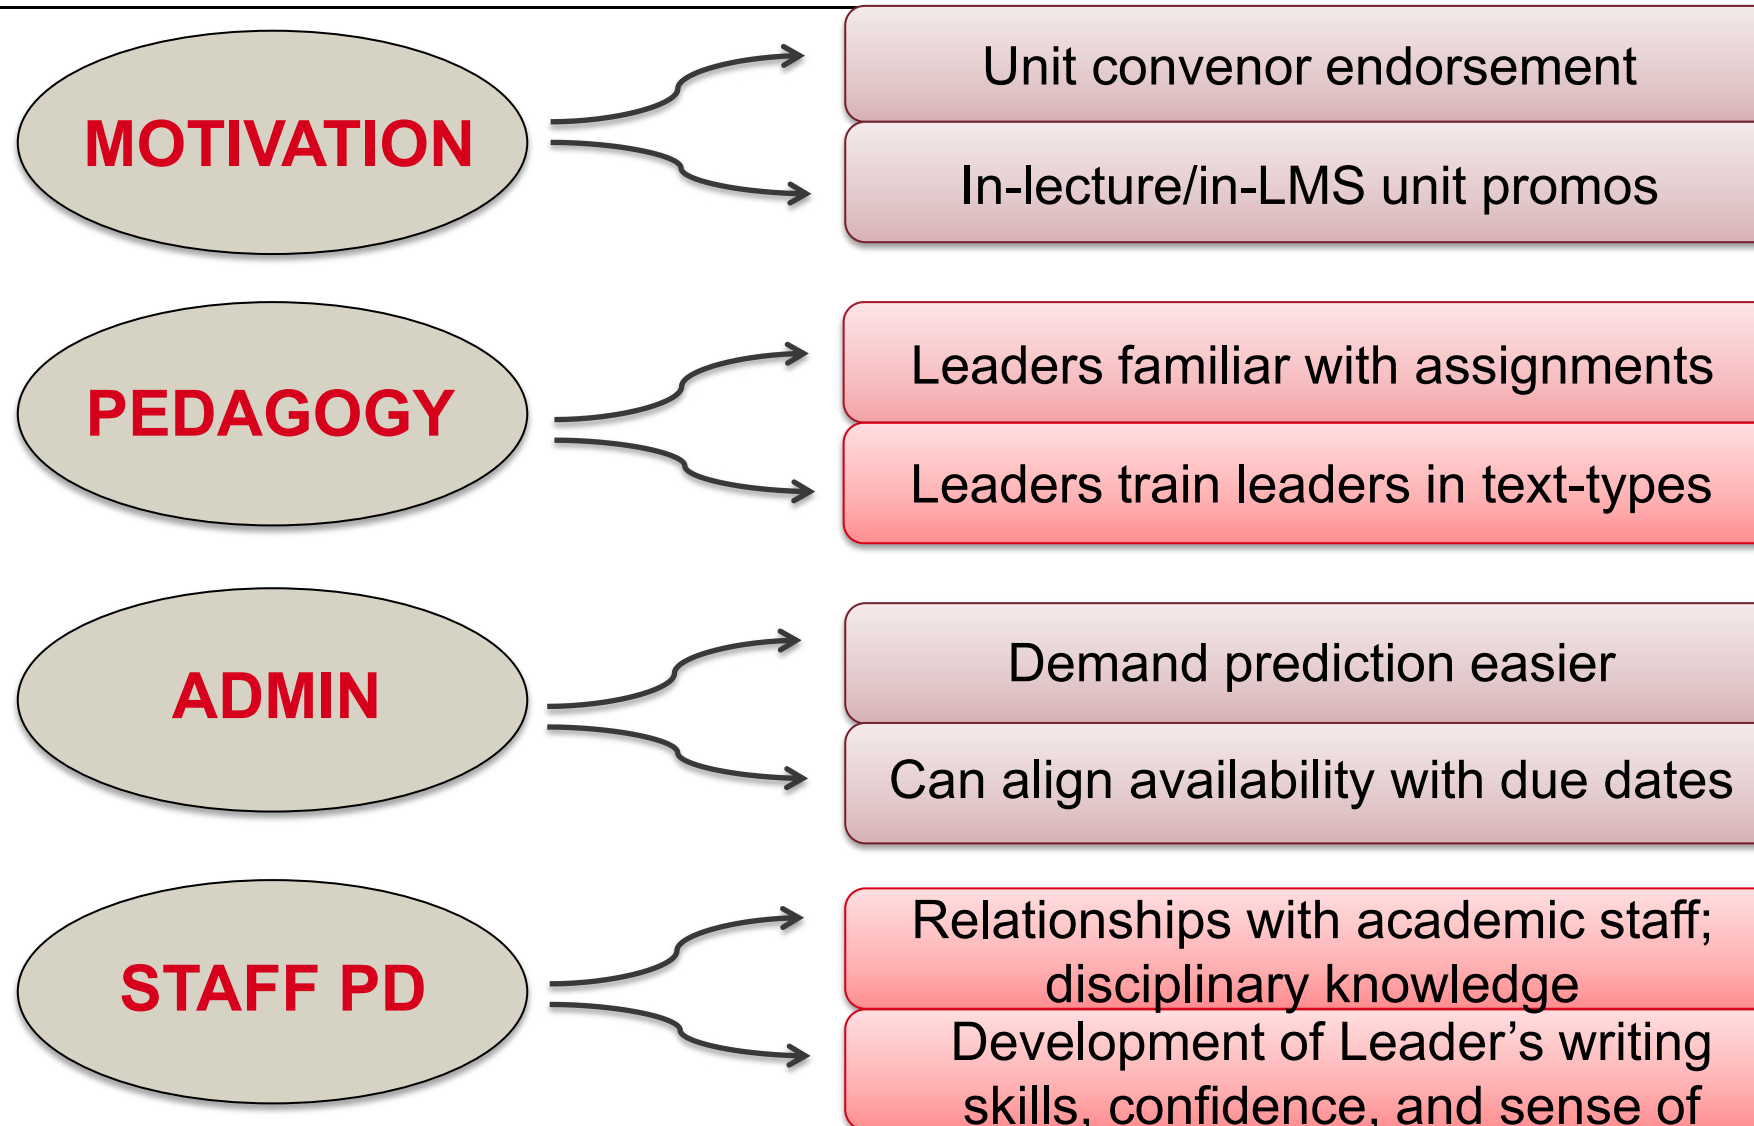 MOTIVATION
Unit convenor endorsement
In-lecture/in-LMS unit promos
PEDAGOGY
Leaders familiar with assignments
Leaders train leaders in text-types
ADMIN
Demand prediction easier
Can align availability with due dates
STAFF PD
Relationships with academic staff;
disciplinary knowledge
Development of Leader’s writing
skills, confidence, and sense of